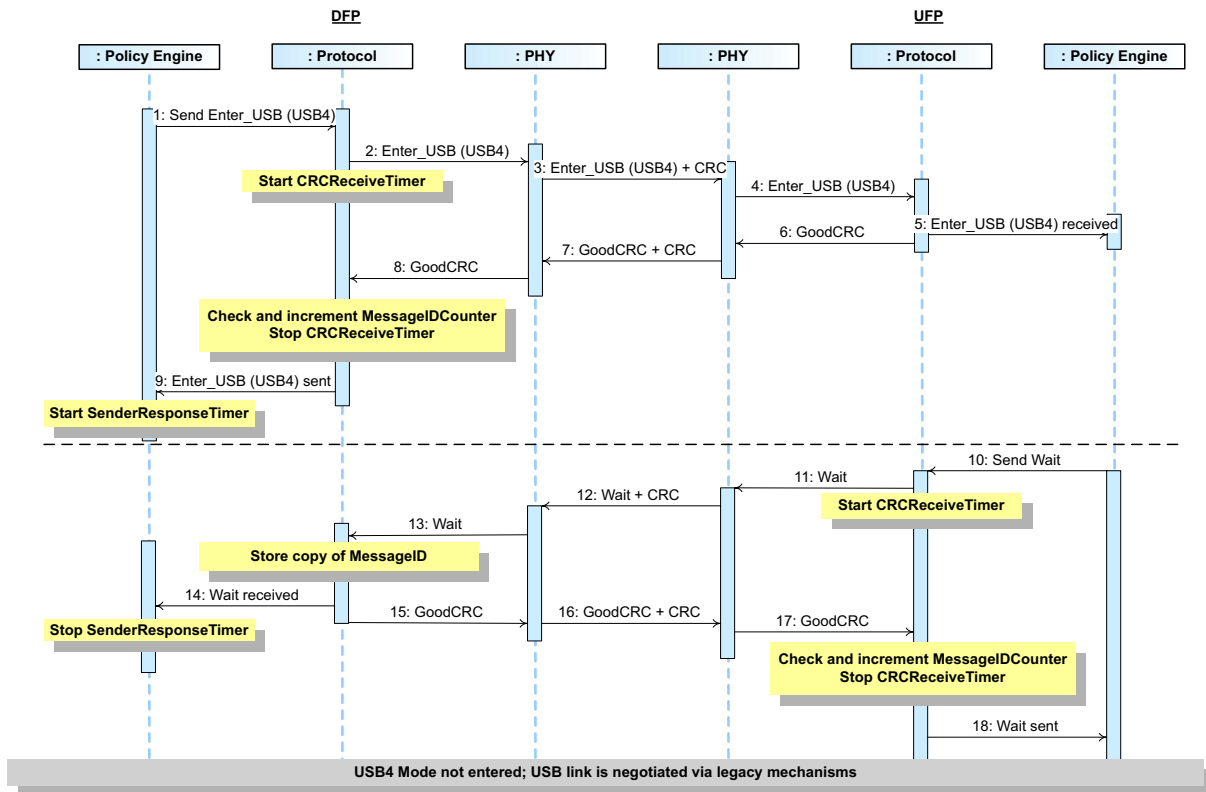 DFP
UFP
: Policy Engine
: Protocol
: PHY
: PHY
: Protocol
: Policy Engine
1: Send Enter_USB (USB4)
2: Enter_USB (USB4)
3: Enter_USB (USB4) + CRC
Start CRCReceiveTimer
4: Enter_USB (USB4)
5: Enter_USB (USB4) received
6: GoodCRC
7: GoodCRC + CRC
8: GoodCRC
Check and increment MessageIDCounter
Stop CRCReceiveTimer
9: Enter_USB (USB4) sent
Start SenderResponseTimer
10: Send Wait
11: Wait
12: Wait + CRC
Start CRCReceiveTimer
13: Wait
Store copy of MessageID
14: Wait received
15: GoodCRC
16: GoodCRC + CRC
17: GoodCRC
Stop SenderResponseTimer
Check and increment MessageIDCounter
Stop CRCReceiveTimer
18: Wait sent
USB4 Mode not entered; USB link is negotiated via legacy mechanisms